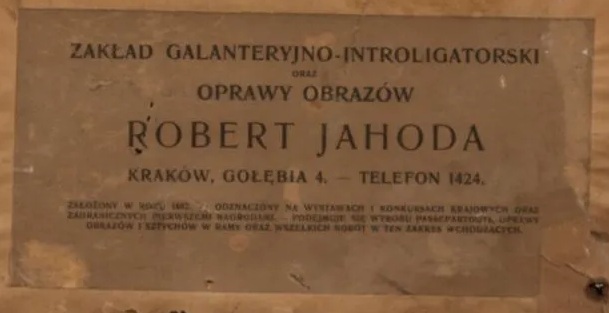 ZAKŁAD GALANTERYJNO-INTROLIGATORSKI
ORAZ
OPRAWY OBRAZÓW
ROBERT JAHODA
KRAKÓW, GOŁĘBIA 4. — TELEFON 1424.
ZAŁOŻONY W ROKU — ODZNACZONY NA WYSTAWACH I KONKURSACH KRAJOWYCH ORAZ
ZAGRANICZNYCH PIERWSZEMI NAGRODAMI. — PODEJMUJE SIĘ WYROBU PASSEPARTOUTS, OPRAWY
OBRAZÓW I SZTYCHÓW W RAMY ORAZ WSZELKICH ROBÓT W TEN ZAKRES WCHODZĄCYCH.